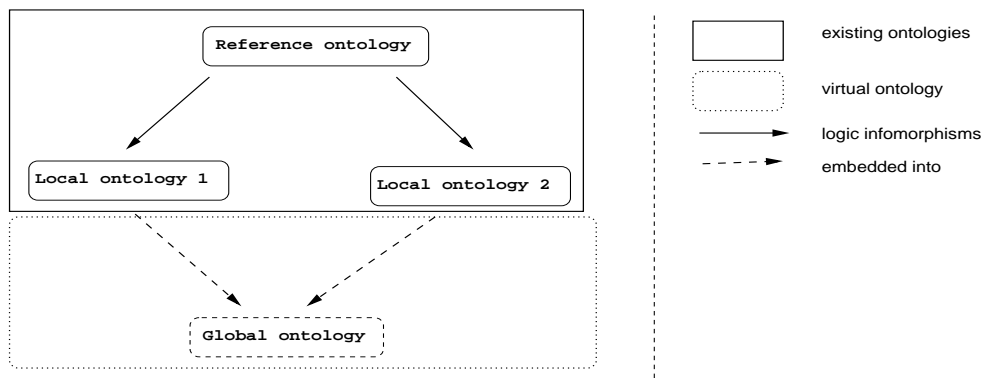 Reference ontology
Local ontology 1
Local ontology 2
Global ontology
existing ontologies
virtual ontology
logic infomorphisms
embedded into